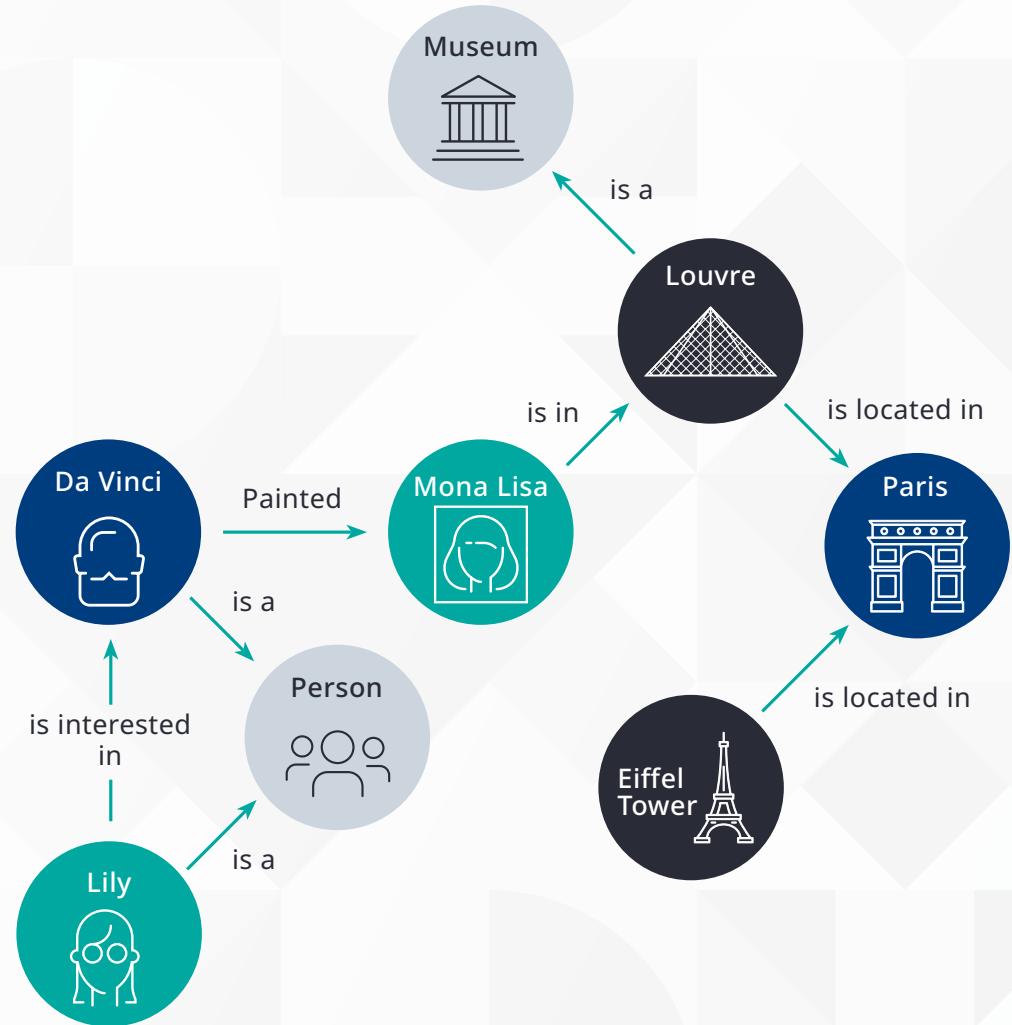 Museum
is a
Louvre
is in
is located in
Da Vinci
Painted
Mona Lisa
Paris
is a
Person
is interested
in
is located in
Eiffel
Tower
is a
Lily